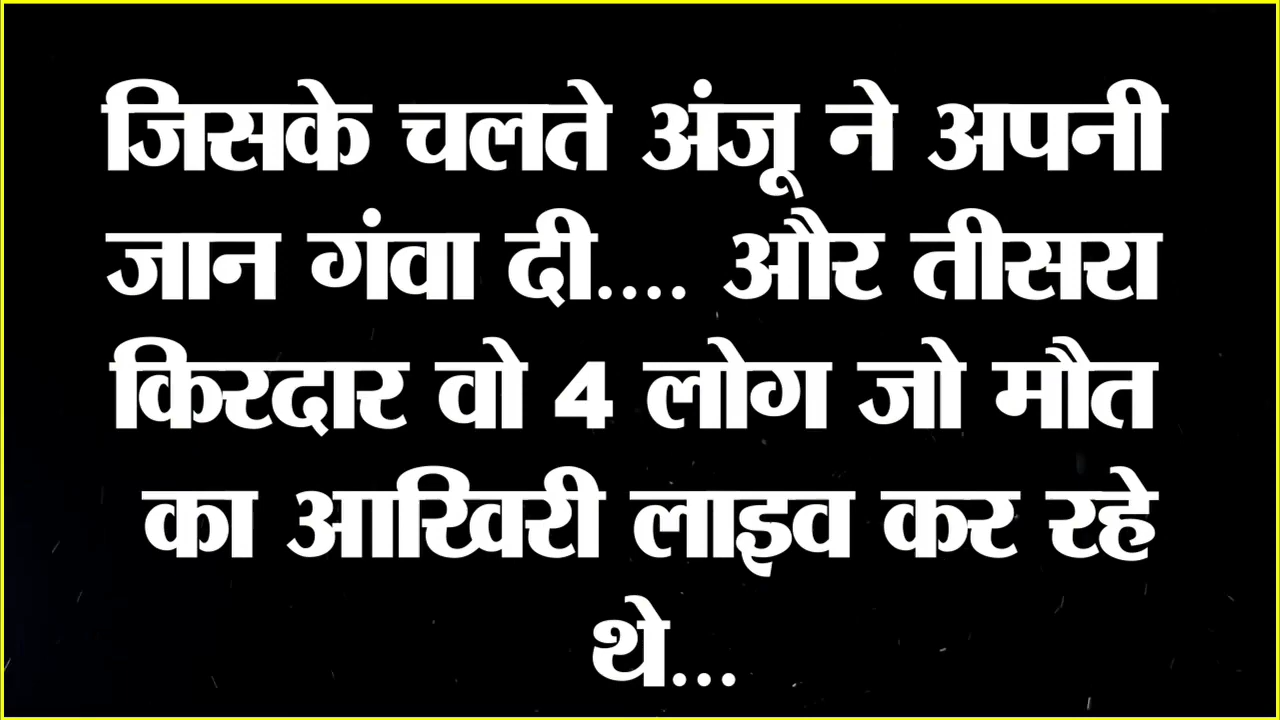 जिसके चलते अंजू ने अपनी
जान गंवा दी.... और तीसरा
किरदार वो 4 लोग जो मौत
का आखिरी लाइव कर रहे
थे...